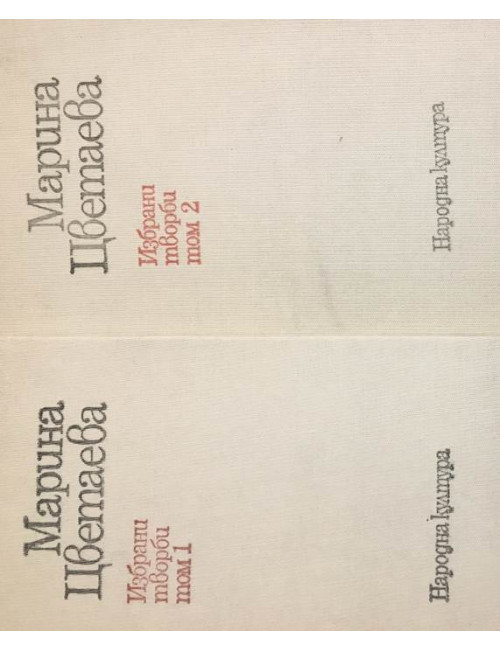 Марина
Цветаева
Избрани
творби
том 1
Народна култура
Марина
Цветаева
Избрани
творби
том 2
Народна култура